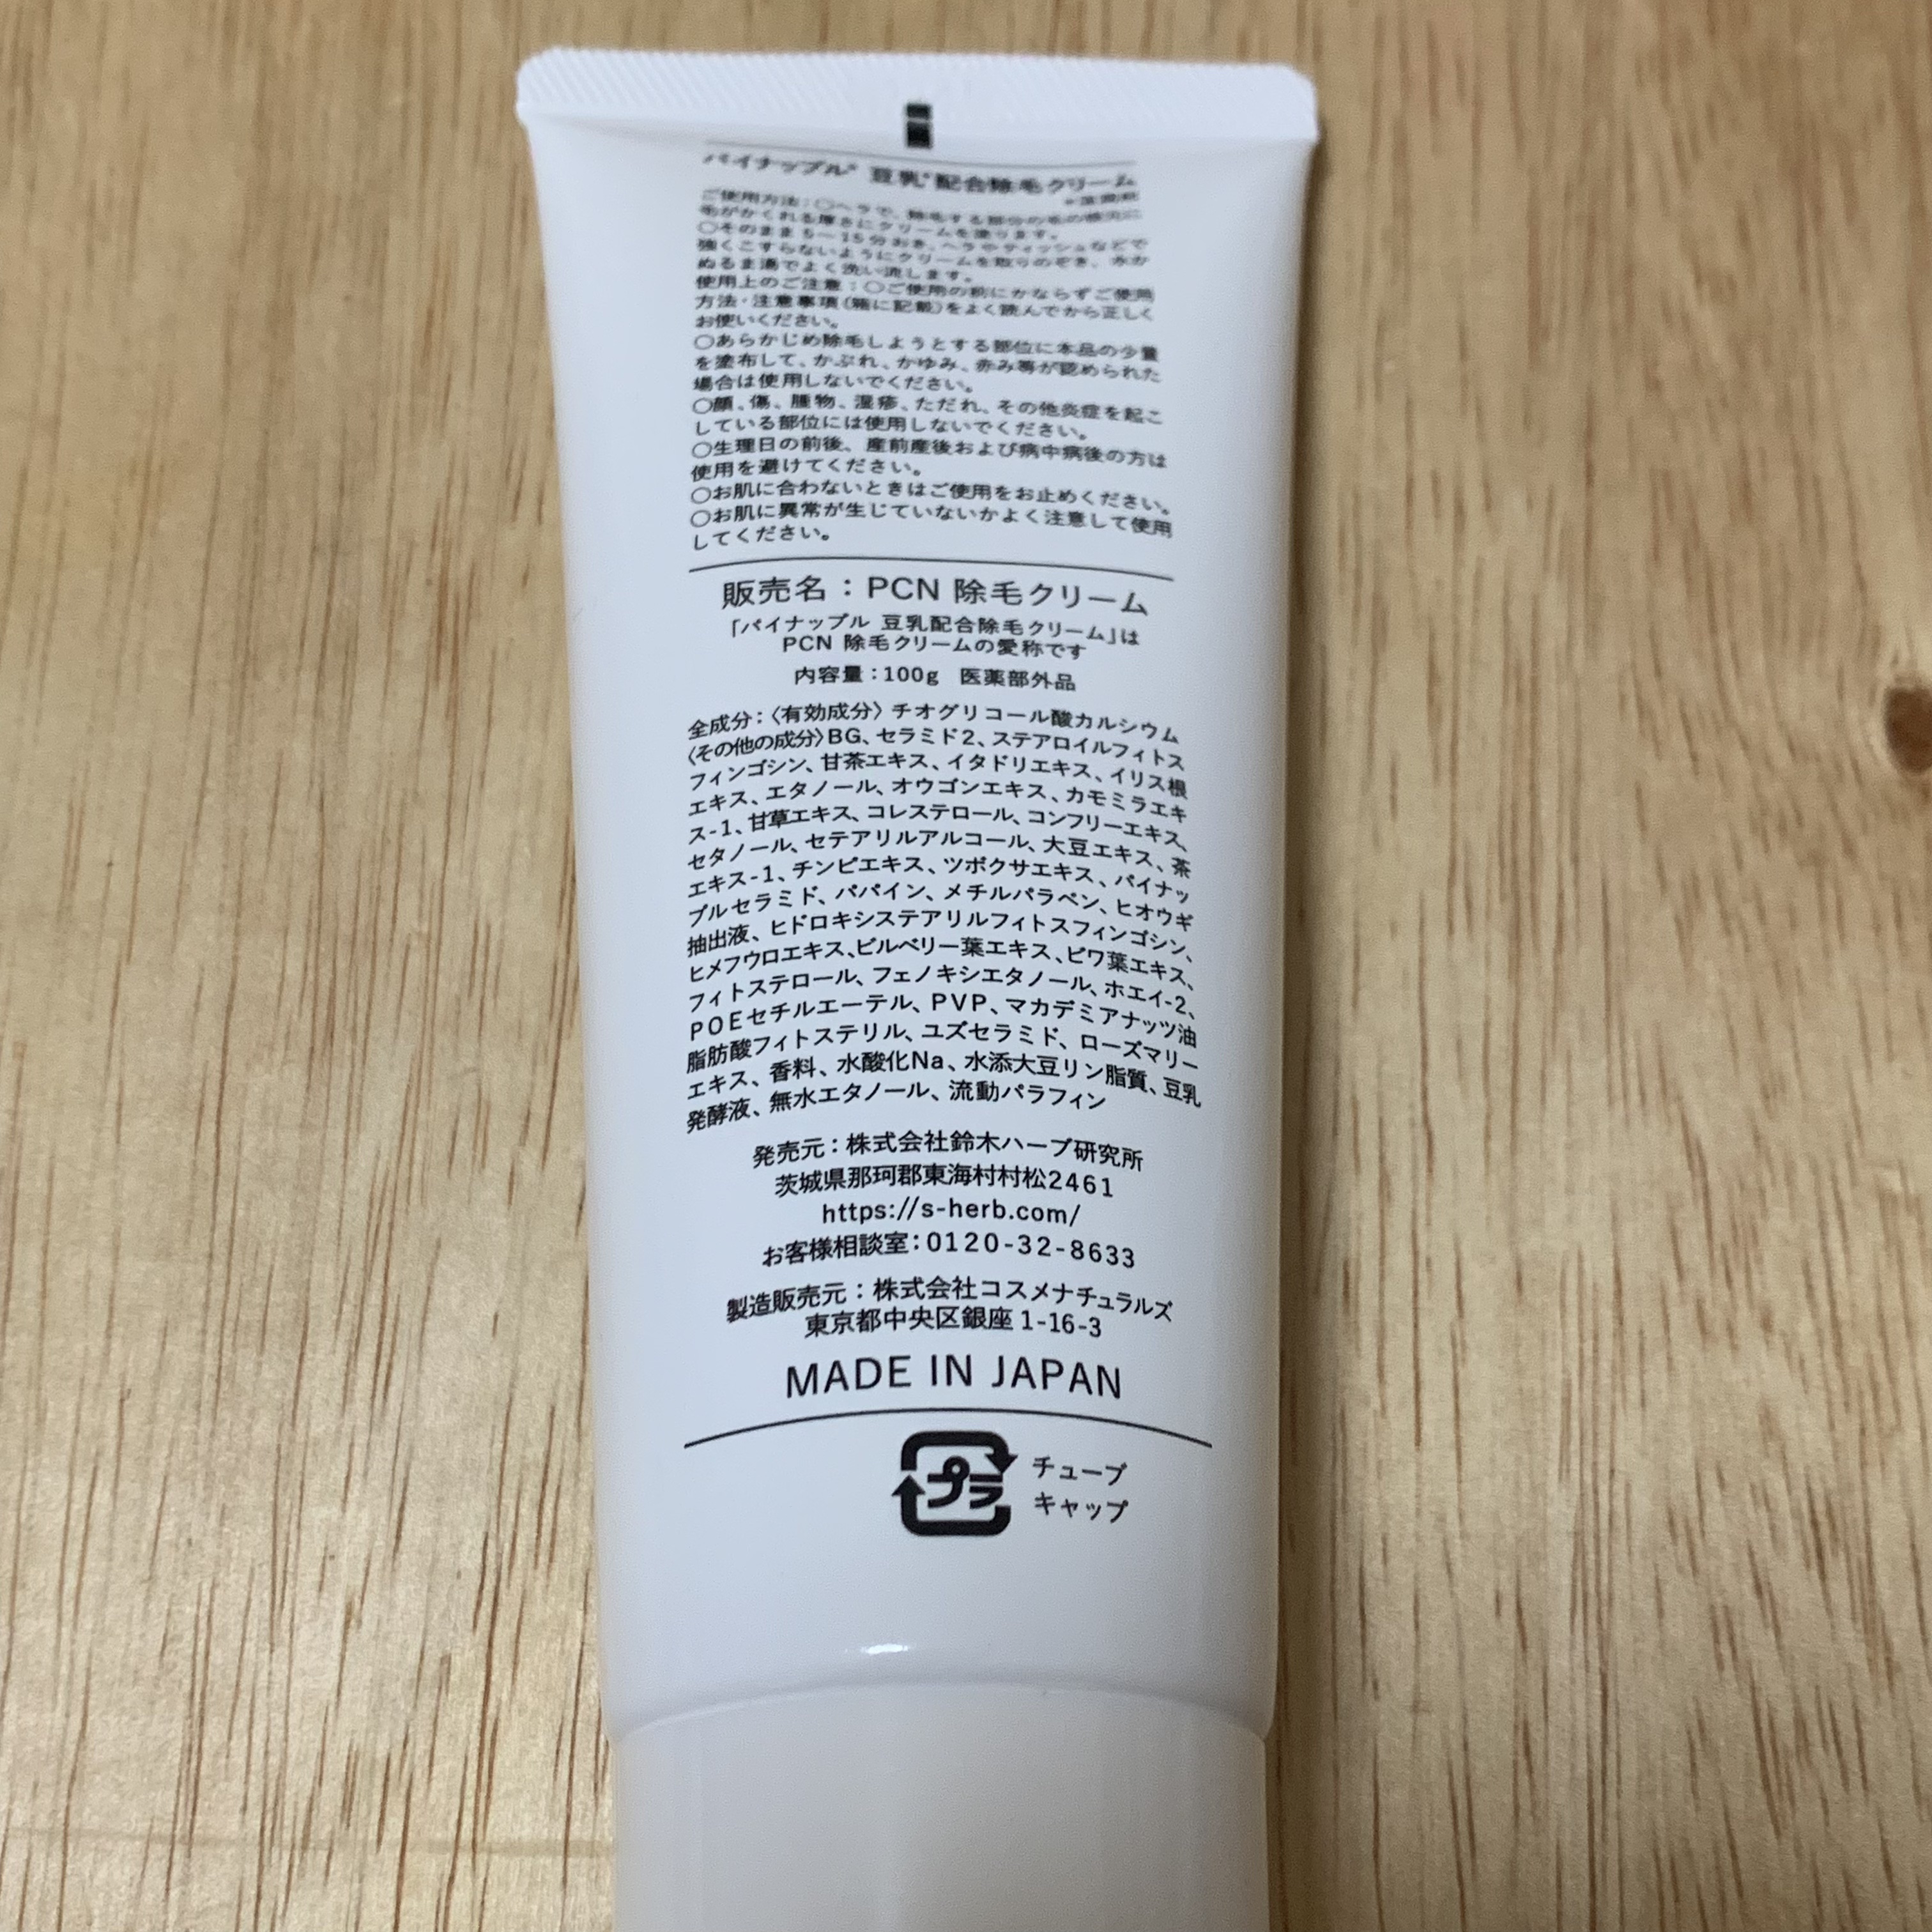 パイナップル* 豆乳*配合除毛クリーム
ご使用方法:○ヘラで、除毛する部分の毛の根元に
毛がかくれる厚さにクリームを塗ります。
○そのまま5〜15分おき、ヘラやティッシュなどで
強くこすらないようにクリームを取りのぞき、水か
ぬるま湯でよく洗い流します。
使用上のご注意:○ご使用の前にかならずご使用
方法・注意事項(箱に記載)をよく読んでから正しく
お使いください。
○あらかじめ除毛しようとする部位に本品の少量
を塗布して、かぶれ、かゆみ、赤み等が認められた
場合は使用しないでください。
○顔、傷、腫物、湿疹、ただれ、その他炎症を起こ
している部位には使用しないでください。
○生理日の前後、産前産後および病中病後の方は
使用を避けてください。
○お肌に合わないときはご使用をお止めください。
○お肌に異常が生じていないかよく注意して使用
してください。
販売名:PCN 除毛クリーム
「パイナップル 豆乳配合除毛クリーム」は
PCN 除毛クリームの愛称です
内容量:100g 医薬部外品
全成分:〈有効成分〉チオグリコール酸カルシウム
〈その他の成分〉BG、セラミド2、ステアロイルフィトス
フィンゴシン、甘茶エキス、イタドリエキス、イリス根
エキス、エタノール、オウゴンエキス、カモミラエキ
ス-1、甘草エキス、コレステロール、コンフリーエキス、
セタノール、セテアリルアルコール、大豆エキス、茶
エキス-1、チンピエキス、ツボクサエキス、パイナッ
プルセラミド、パパイン、メチルパラベン、ヒオウギ
抽出液、ヒドロキシステアリルフィトスフィンゴシン、
ヒメフウロエキス、ビルベリー葉エキス、ビワ葉エキス、
フィトステロール、フェノキシエタノール、ホエイ-2、
POEセチルエーテル、PVP、マカデミアナッツ油
脂肪酸フィトステリル、ユズセラミド、ローズマリー
エキス、香料、水酸化Na、水添大豆リン脂質、豆乳
発酵液、無水エタノール、流動パラフィン
発売元:株式会社鈴木ハーブ研究所
茨城県那珂郡東海村村松2461
https://s-herb.com/
お客様相談室:0120-32-8633
製造販売元:株式会社コスメナチュラルズ
東京都中央区銀座1-16-3
MADE IN JAPAN
プラ
チューブ
キャップ